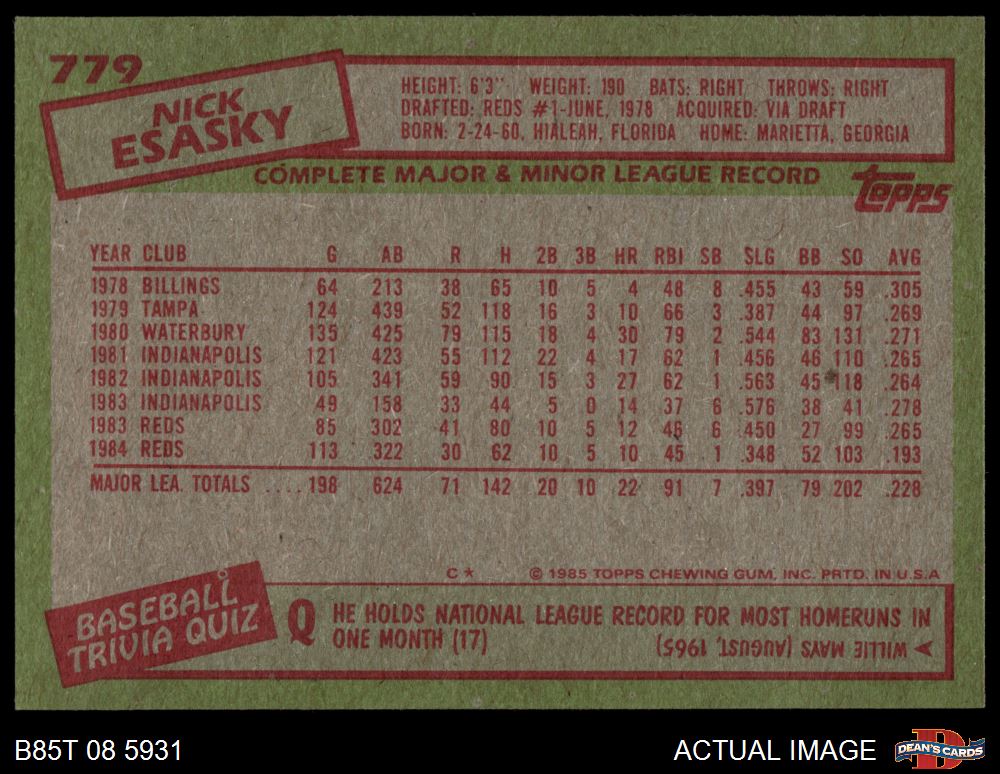 779
NICK
ESASKY
HEIGHT: 6'3" WEIGHT: 190 BATS: RIGHT THROWS: RIGHT
DRAFTED: REDS #1-JUNE, 1978 ACQUIRED: VIA DRAFT
BORN: 2-24-60, HIALEAH, FLORIDA HOME: MARIETTA, GEORGIA
COMPLETE MAJOR & MINOR LEAGUE RECORD
Topps
YEAR CLUB G AB R H 2B 3B HR RBI SB SLG BB SO AVG
1978 BILLINGS 64 213 38 65 10 5 4 48 8 .455 43 59 .305
1979 TAMPA 124 439 52 118 16 3 10 66 3 .387 44 97 .269
1980 WATERBURY 135 425 79 115 18 4 30 79 2 .544 83 131 .271
1981 INDIANAPOLIS 121 423 55 112 22 4 17 62 1 .456 46 110 .265
1982 INDIANAPOLIS 105 341 59 90 15 3 27 62 1 .563 45 118 .264
1983 INDIANAPOLIS 49 158 33 44 5 0 14 37 6 .576 38 41 .278
1983 REDS 85 302 41 80 10 5 12 46 6 .450 27 99 .265
1984 REDS 113 322 30 62 10 5 10 45 1 .348 52 103 .193
MAJOR LEA. TOTALS .... 198 624 71 142 20 10 22 91 7 .397 79 202 .228
C★ © 1985 TOPPS CHEWING GUM, INC. PRTD. IN U.S.A
BASEBALL
TRIVIA QUIZ
Q HE HOLDS NATIONAL LEAGUE RECORD FOR MOST HOMERUNS IN
ONE MONTH (17)
WILLIE MAYS (AUGUST, 1965)
B85T 08 5931
ACTUAL IMAGE
DEAN'S CARDS